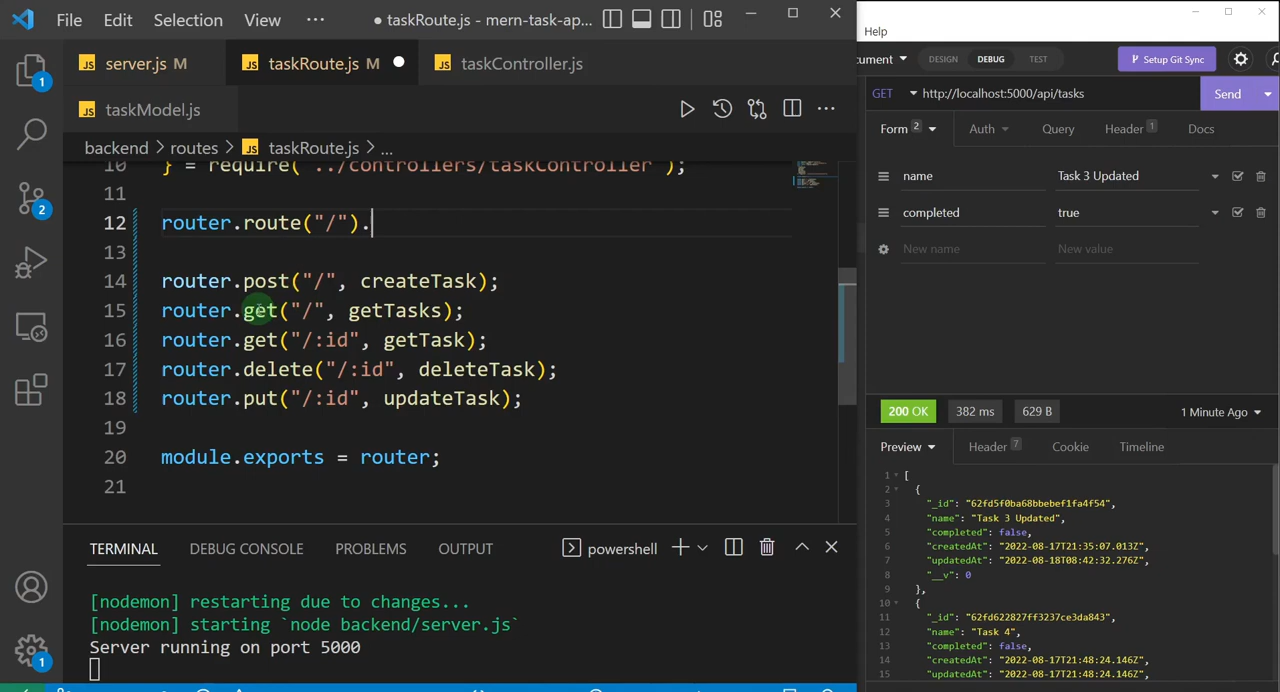 File Edit Selection View ··· ● taskRoute.js - mern-task-ap...
server.js M taskRoute.js M ● taskController.js
taskModel.js
backend > routes > taskRoute.js > ...
10 } = require("../controllers/taskController");
11
12 router.route("/").
13
14 router.post("/", createTask);
15 router.get("/", getTasks);
16 router.get("/:id", getTask);
17 router.delete("/:id", deleteTask);
18 router.put("/:id", updateTask);
19
20 module.exports = router;
21
TERMINAL DEBUG CONSOLE PROBLEMS OUTPUT powershell
[nodemon] restarting due to changes...
[nodemon] starting `node backend/server.js`
Server running on port 5000
1
2
1
Help
ument DESIGN DEBUG TEST Setup Git Sync
GET http://localhost:5000/api/tasks Send
Form 2 Auth Query Header 1 Docs
name Task 3 Updated
completed true
New name New value
200 OK 382 ms 629 B 1 Minute Ago
Preview Header 7 Cookie Timeline
1 [
2 {
3 "_id": "62fd5f0ba68bbebef1fa4f54",
4 "name": "Task 3 Updated",
5 "completed": false,
6 "createdAt": "2022-08-17T21:35:07.013Z",
7 "updatedAt": "2022-08-18T08:42:32.276Z",
8 "__v": 0
9 },
10 {
11 "_id": "62fd622827ff3237ce3da843",
12 "name": "Task 4",
13 "completed": false,
14 "createdAt": "2022-08-17T21:48:24.146Z",
15 "updatedAt": "2022-08-17T21:48:24.146Z",